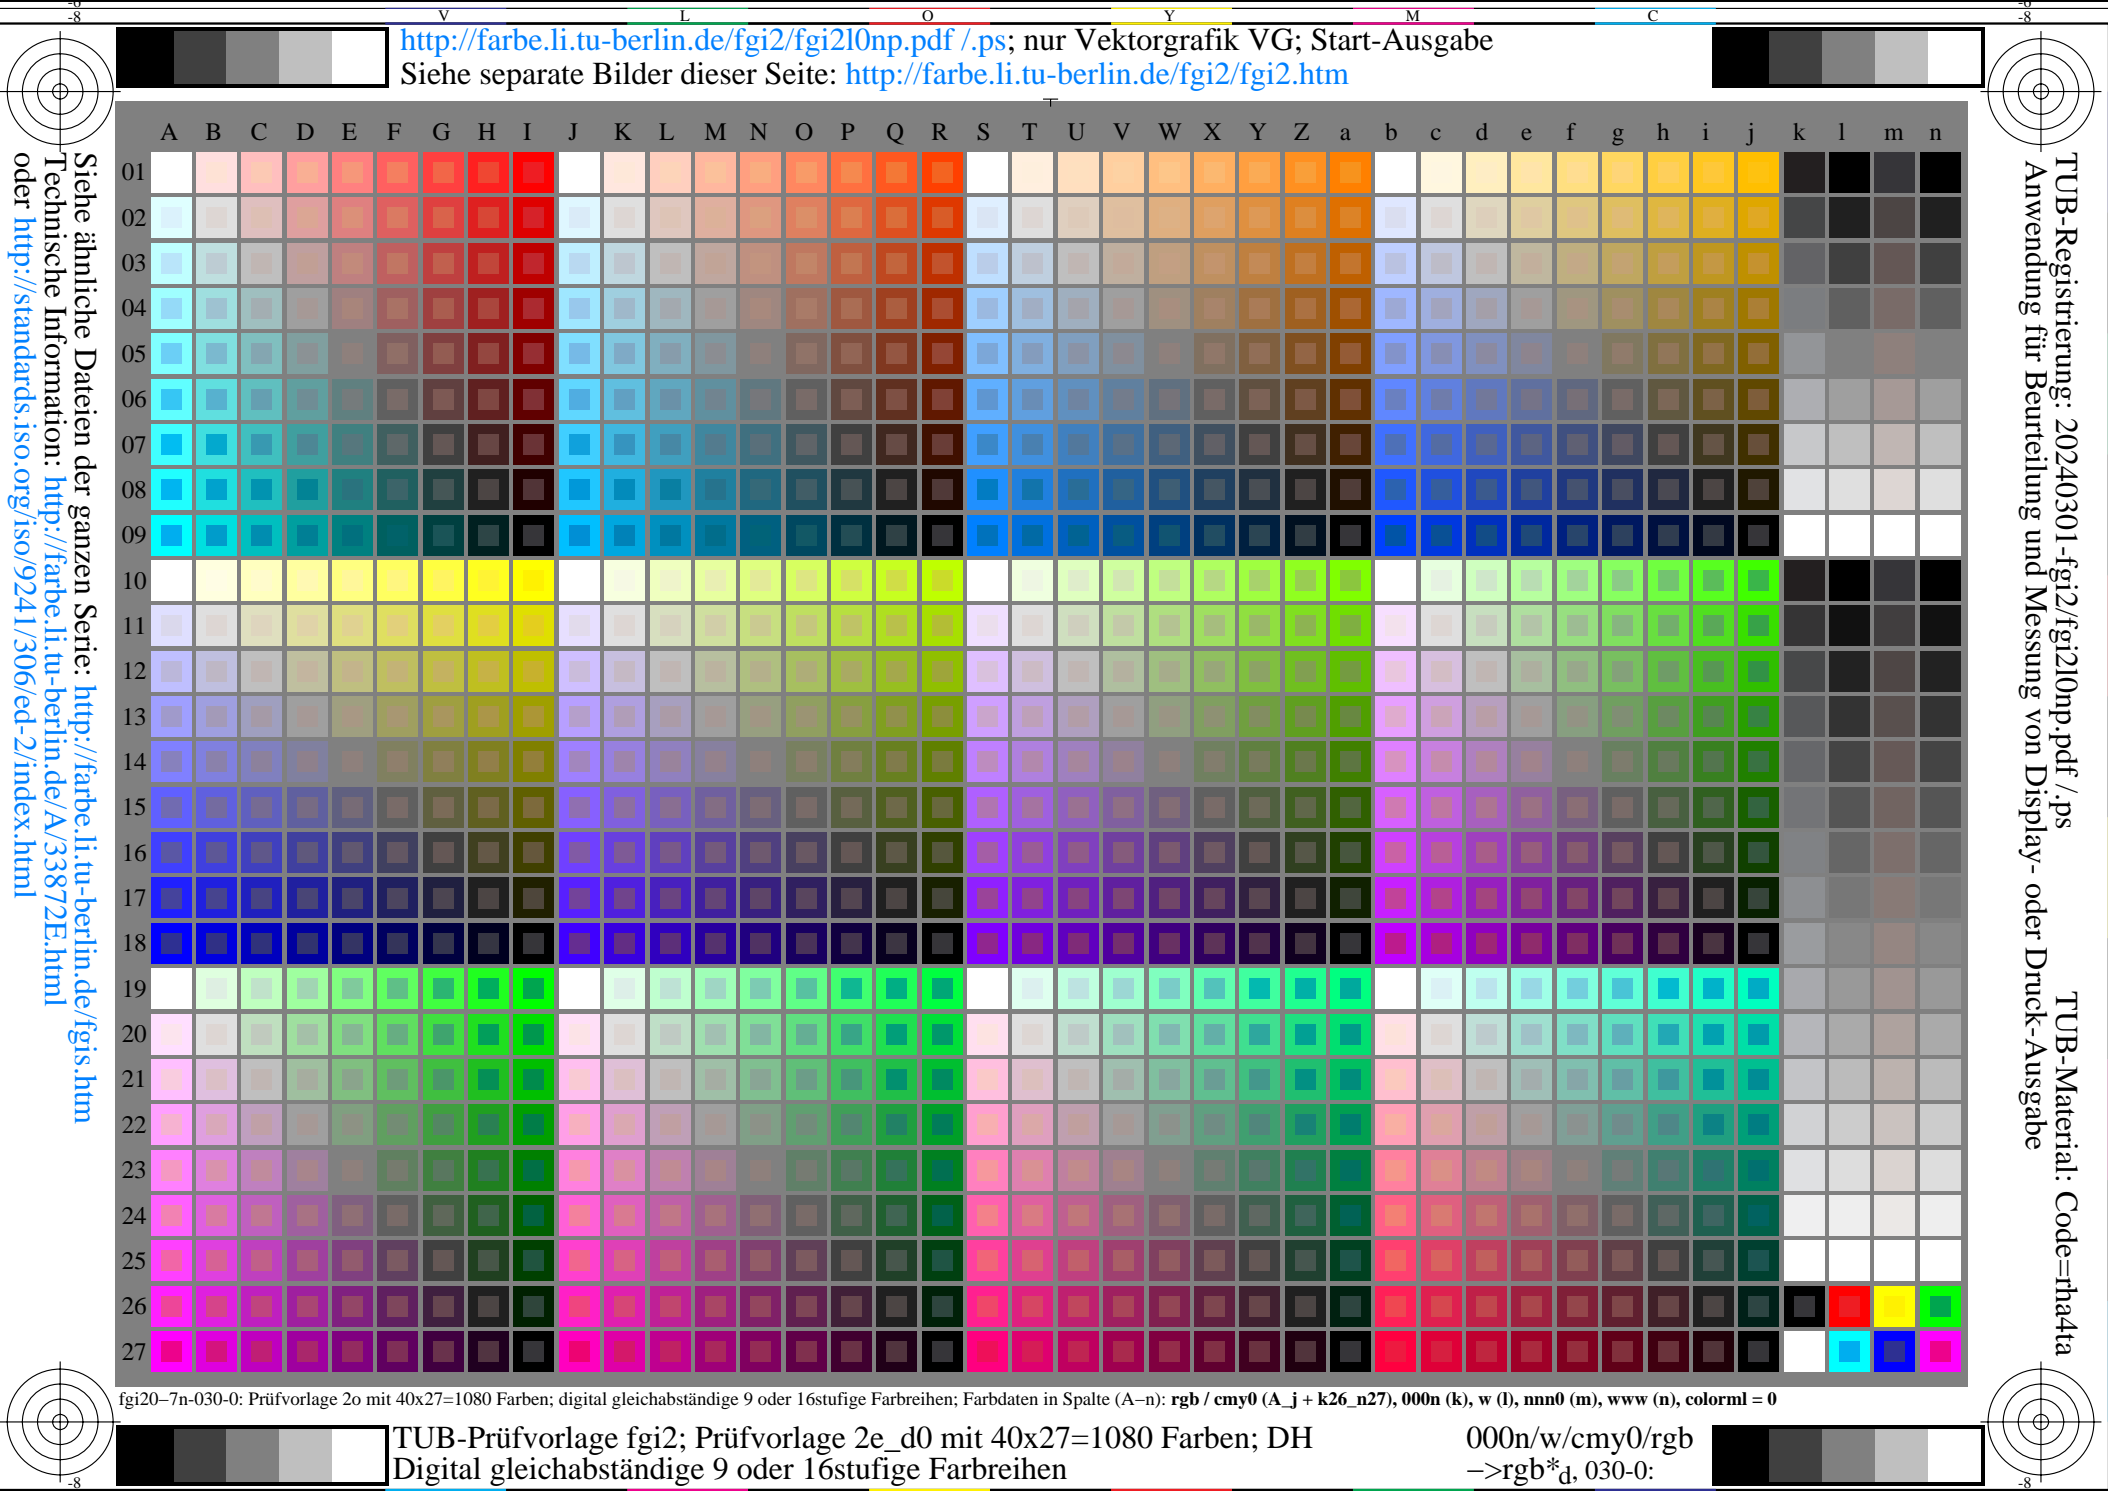 -6
-8
V L O Y M C
-6
-8
http://farbe.li.tu-berlin.de/fgi2/fgi2l0np.pdf /.ps; nur Vektorgrafik VG; Start-Ausgabe
Siehe separate Bilder dieser Seite: http://farbe.li.tu-berlin.de/fgi2/fgi2.htm
A B C D E F G H I J K L M N O P Q R S T U V W X Y Z a b c d e f g h i j k l m n
01
02
03
04
05
06
07
08
09
10
11
12
13
14
15
16
17
18
19
20
21
22
23
24
25
26
27
Siehe ähnliche Dateien der ganzen Serie: http://farbe.li.tu-berlin.de/fgis.htm
Technische Information: http://farbe.li.tu-berlin.de/A/33872E.html
oder http://standards.iso.org/iso/9241/306/ed-2/index.html
TUB-Registrierung: 20240301-fgi2/fgi2l0np.pdf /.ps
Anwendung für Beurteilung und Messung von Display- oder Druck-Ausgabe
TUB-Material: Code=rha4ta
fgi20–7n-030-0: Prüfvorlage 2o mit 40x27=1080 Farben; digital gleichabständige 9 oder 16stufige Farbreihen; Farbdaten in Spalte (A–n): rgb / cmy0 (A_j + k26_n27), 000n (k), w (l), nnn0 (m), www (n), colorml = 0
TUB-Prüfvorlage fgi2; Prüfvorlage 2e_d0 mit 40x27=1080 Farben; DH
Digital gleichabständige 9 oder 16stufige Farbreihen
000n/w/cmy0/rgb
–>rgb*d, 030-0:
-8
-8